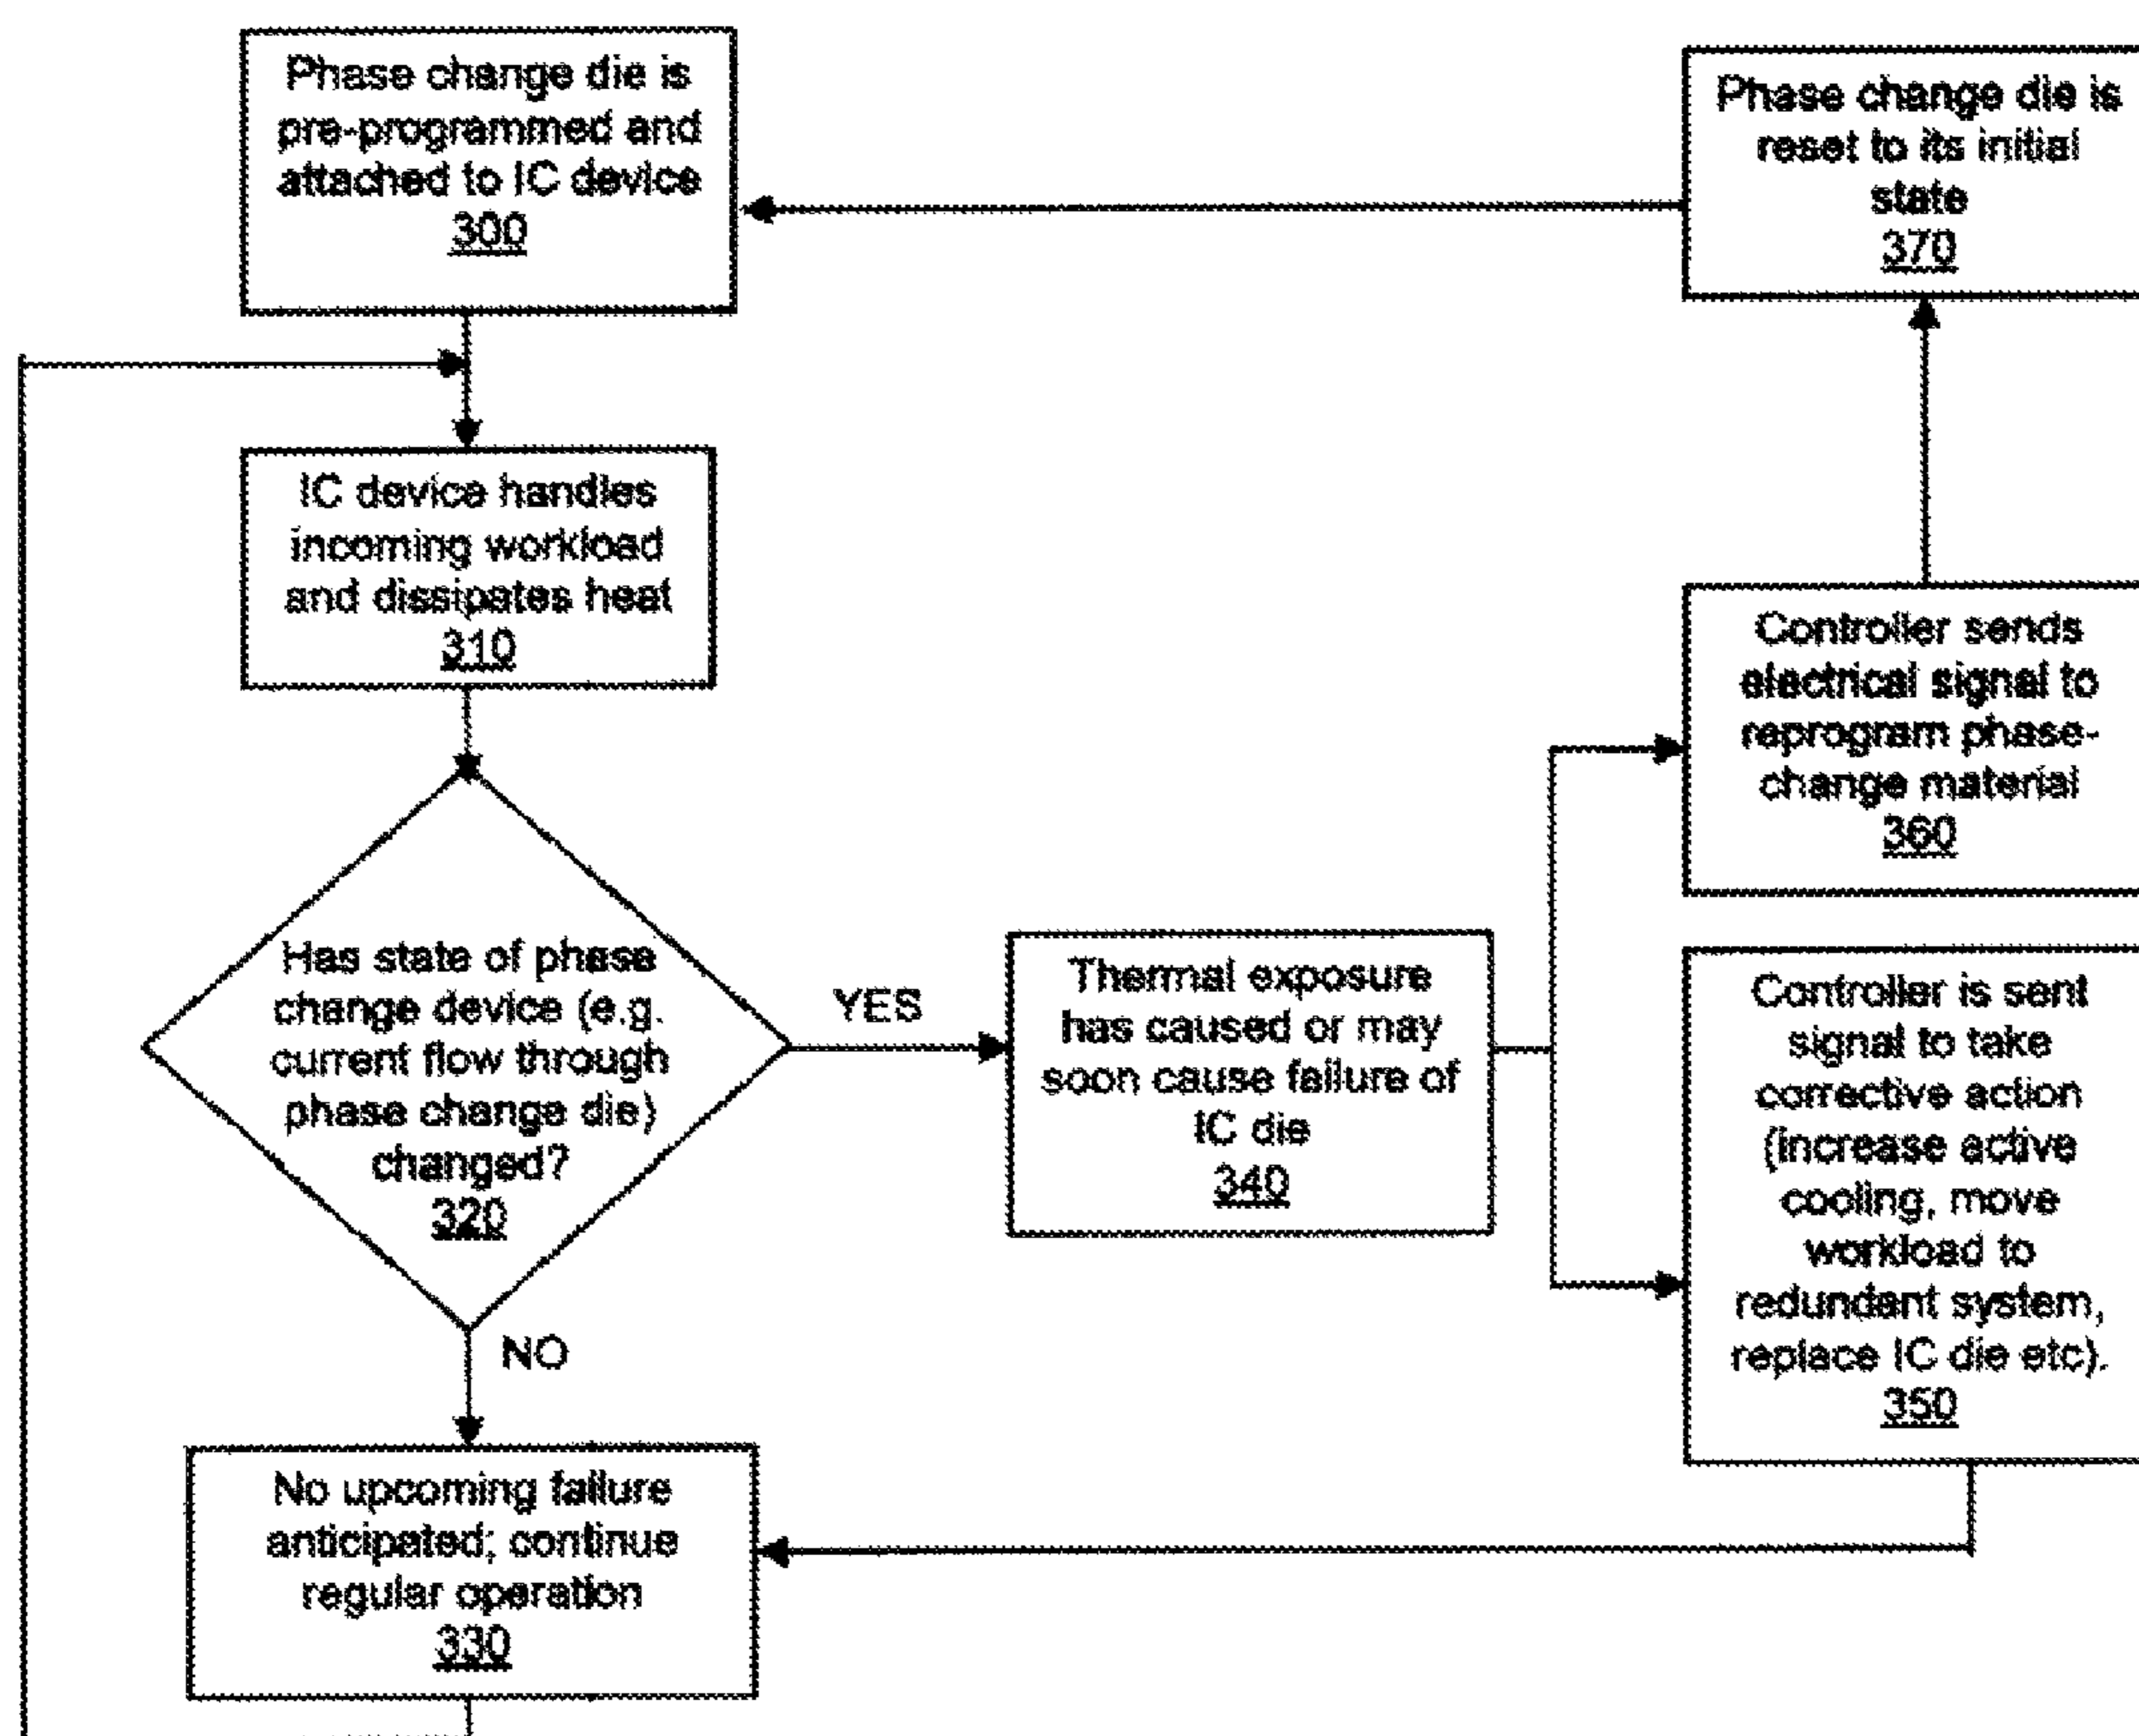 Phase change die is
pre-programmed and
attached to IC device
300
IC device handles
incoming workload
and dissipates heat
310
Has state of phase
change device (e.g.
current flow through
phase change die)
changed?
320
YES
NO
No upcoming failure
anticipated; continue
regular operation
330
Thermal exposure
has caused or may
soon cause failure of
IC die
340
Controller is sent
signal to take
corrective action
(increase active
cooling, move
workload to
redundant system,
replace IC die etc).
350
Controller sends
electrical signal to
reprogram phase-
change material
360
Phase change die is
reset to its initial
state
370